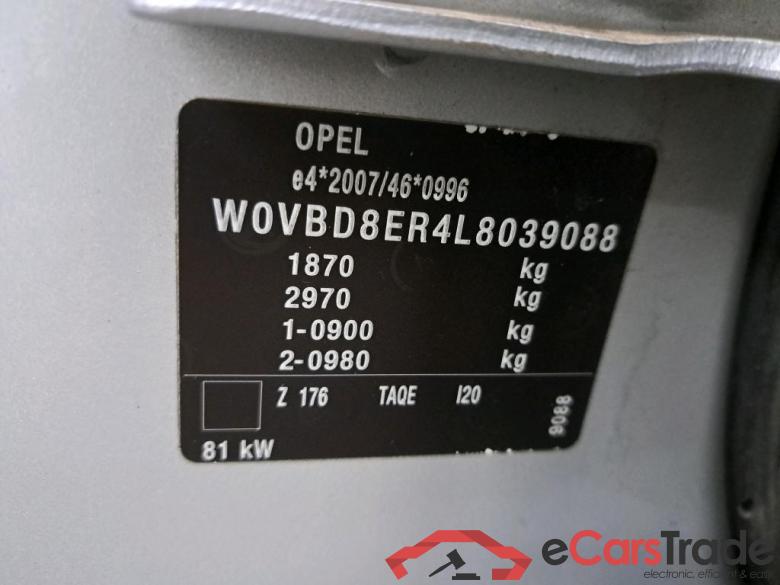 OPEL
e4*2007/46*0996
W0VBD8ER4L8039088
1870 kg
2970 kg
1-0900 kg
2-0980 kg
Z 176 TAQE I20
9088
81 kW
eCarsTrade
electronic, efficient & easy